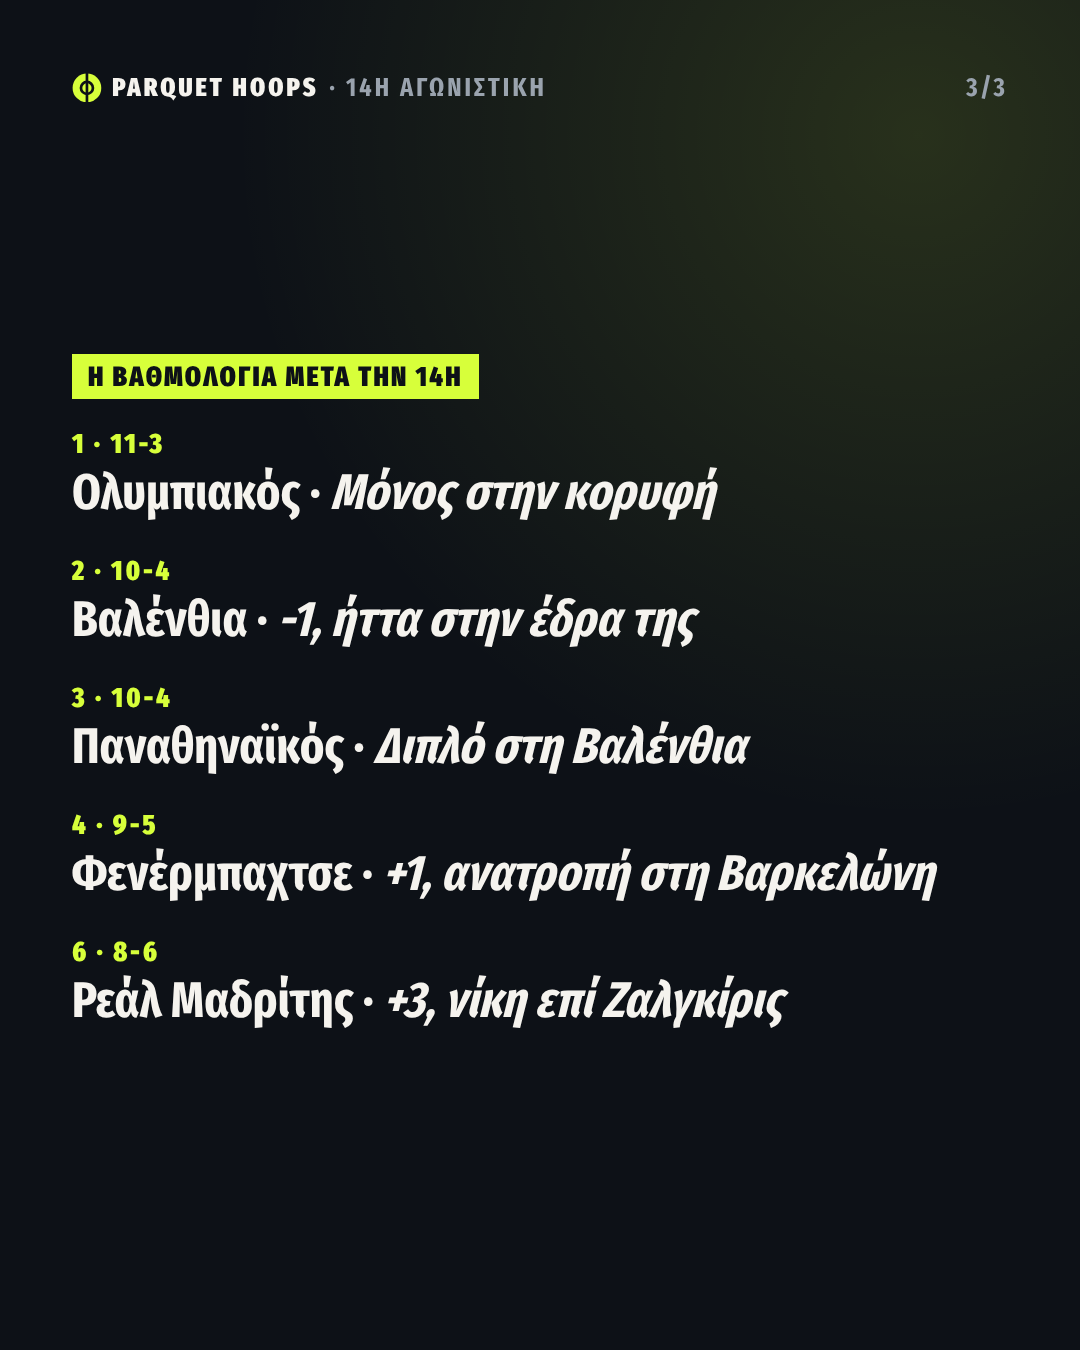 PARQUET HOOPS · 14Η ΑΓΩΝΙΣΤΙΚΗ 3/3
Η ΒΑΘΜΟΛΟΓΙΑ ΜΕΤΑ ΤΗΝ 14Η
1 · 11-3
Ολυμπιακός · Μόνος στην κορυφή
2 · 10-4
Βαλένθια · -1, ήττα στην έδρα της
3 · 10-4
Παναθηναϊκός · Διπλό στη Βαλένθια
4 · 9-5
Φενέρμπαχτσε · +1, ανατροπή στη Βαρκελώνη
6 · 8-6
Ρεάλ Μαδρίτης · +3, νίκη επί Ζαλγκίρις